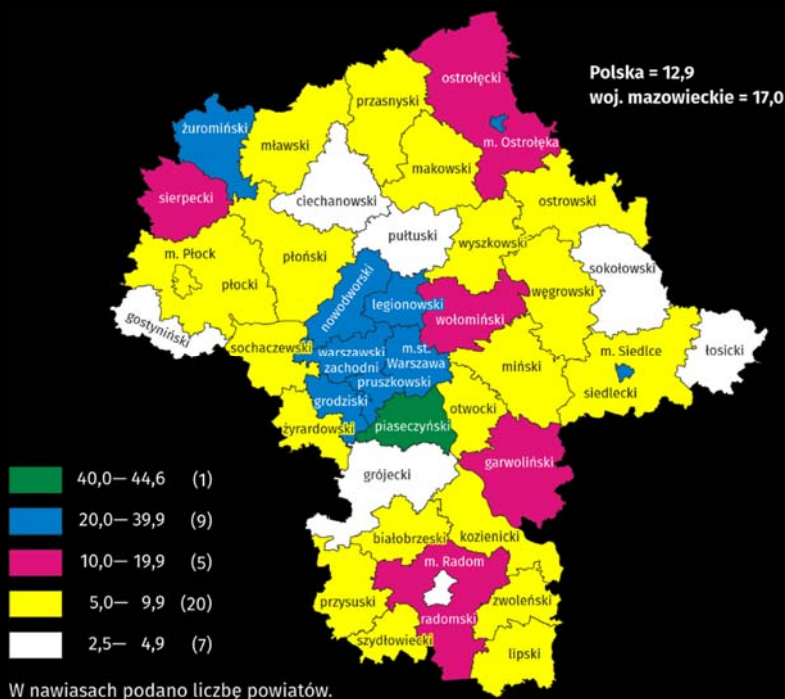 Polska = 12,9
woj. mazowieckie = 17,0
ostrołęcki
m. Ostrołęka
przasnyski
żuromiński
mławski
makowski
ciechanowski
sierpecki
ostrowski
pułtuski
wyszkowski
m. Płock
płoński
sokołowski
płocki
nowodworski
legionowski
węgrowski
wołomiński
gostyniński
sochaczewski
warszawski
zachodni
m.st.
Warszawa
m. Siedlce
łosicki
miński
siedlecki
pruszkowski
grodziski
otwocki
żyrardowski
piaseczyński
garwoliński
grójecki
białobrzeski
kozienicki
m. Radom
przysuski
zwoleński
radomski
szydłowiecki
lipski
40,0— 44,6 (1)
20,0— 39,9 (9)
10,0— 19,9 (5)
5,0— 9,9 (20)
2,5— 4,9 (7)
W nawiasach podano liczbę powiatów.